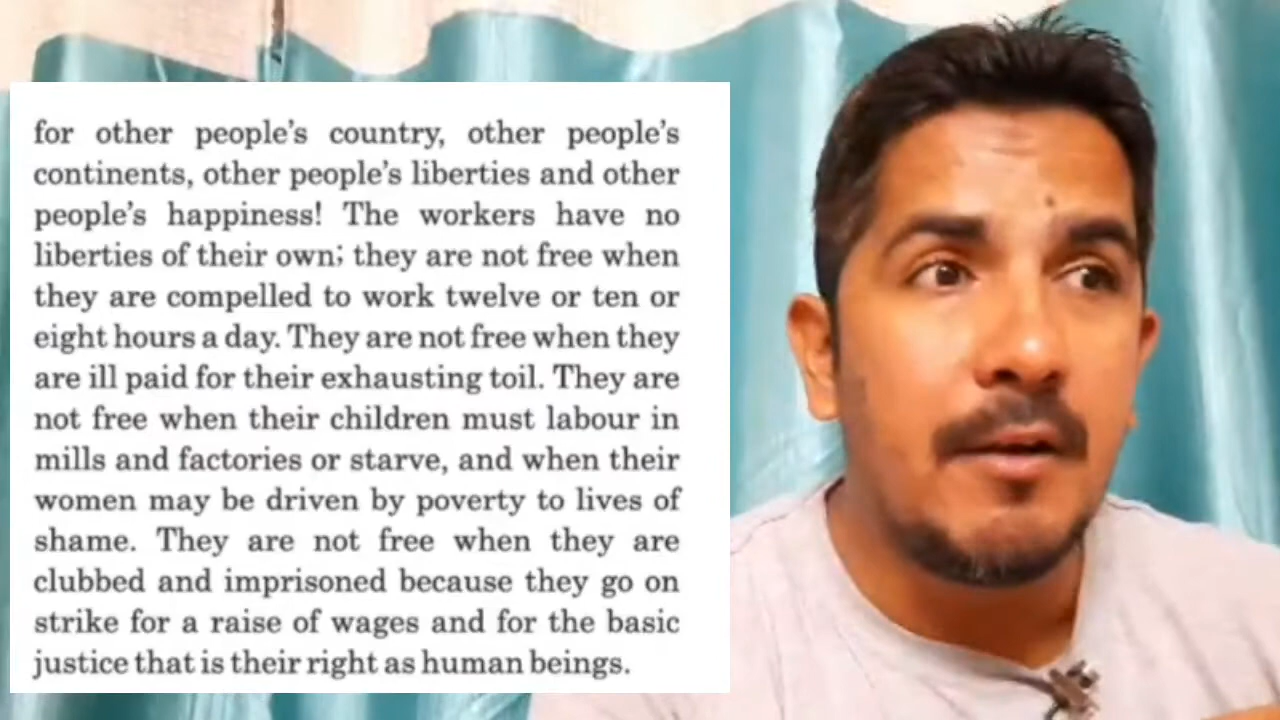 for other people's country, other people's
continents, other people's liberties and other
people's happiness! The workers have no
liberties of their own; they are not free when
they are compelled to work twelve or ten or
eight hours a day. They are not free when they
are ill paid for their exhausting toil. They are
not free when their children must labour in
mills and factories or starve, and when their
women may be driven by poverty to lives of
shame. They are not free when they are
clubbed and imprisoned because they go on
strike for a raise of wages and for the basic
justice that is their right as human beings.